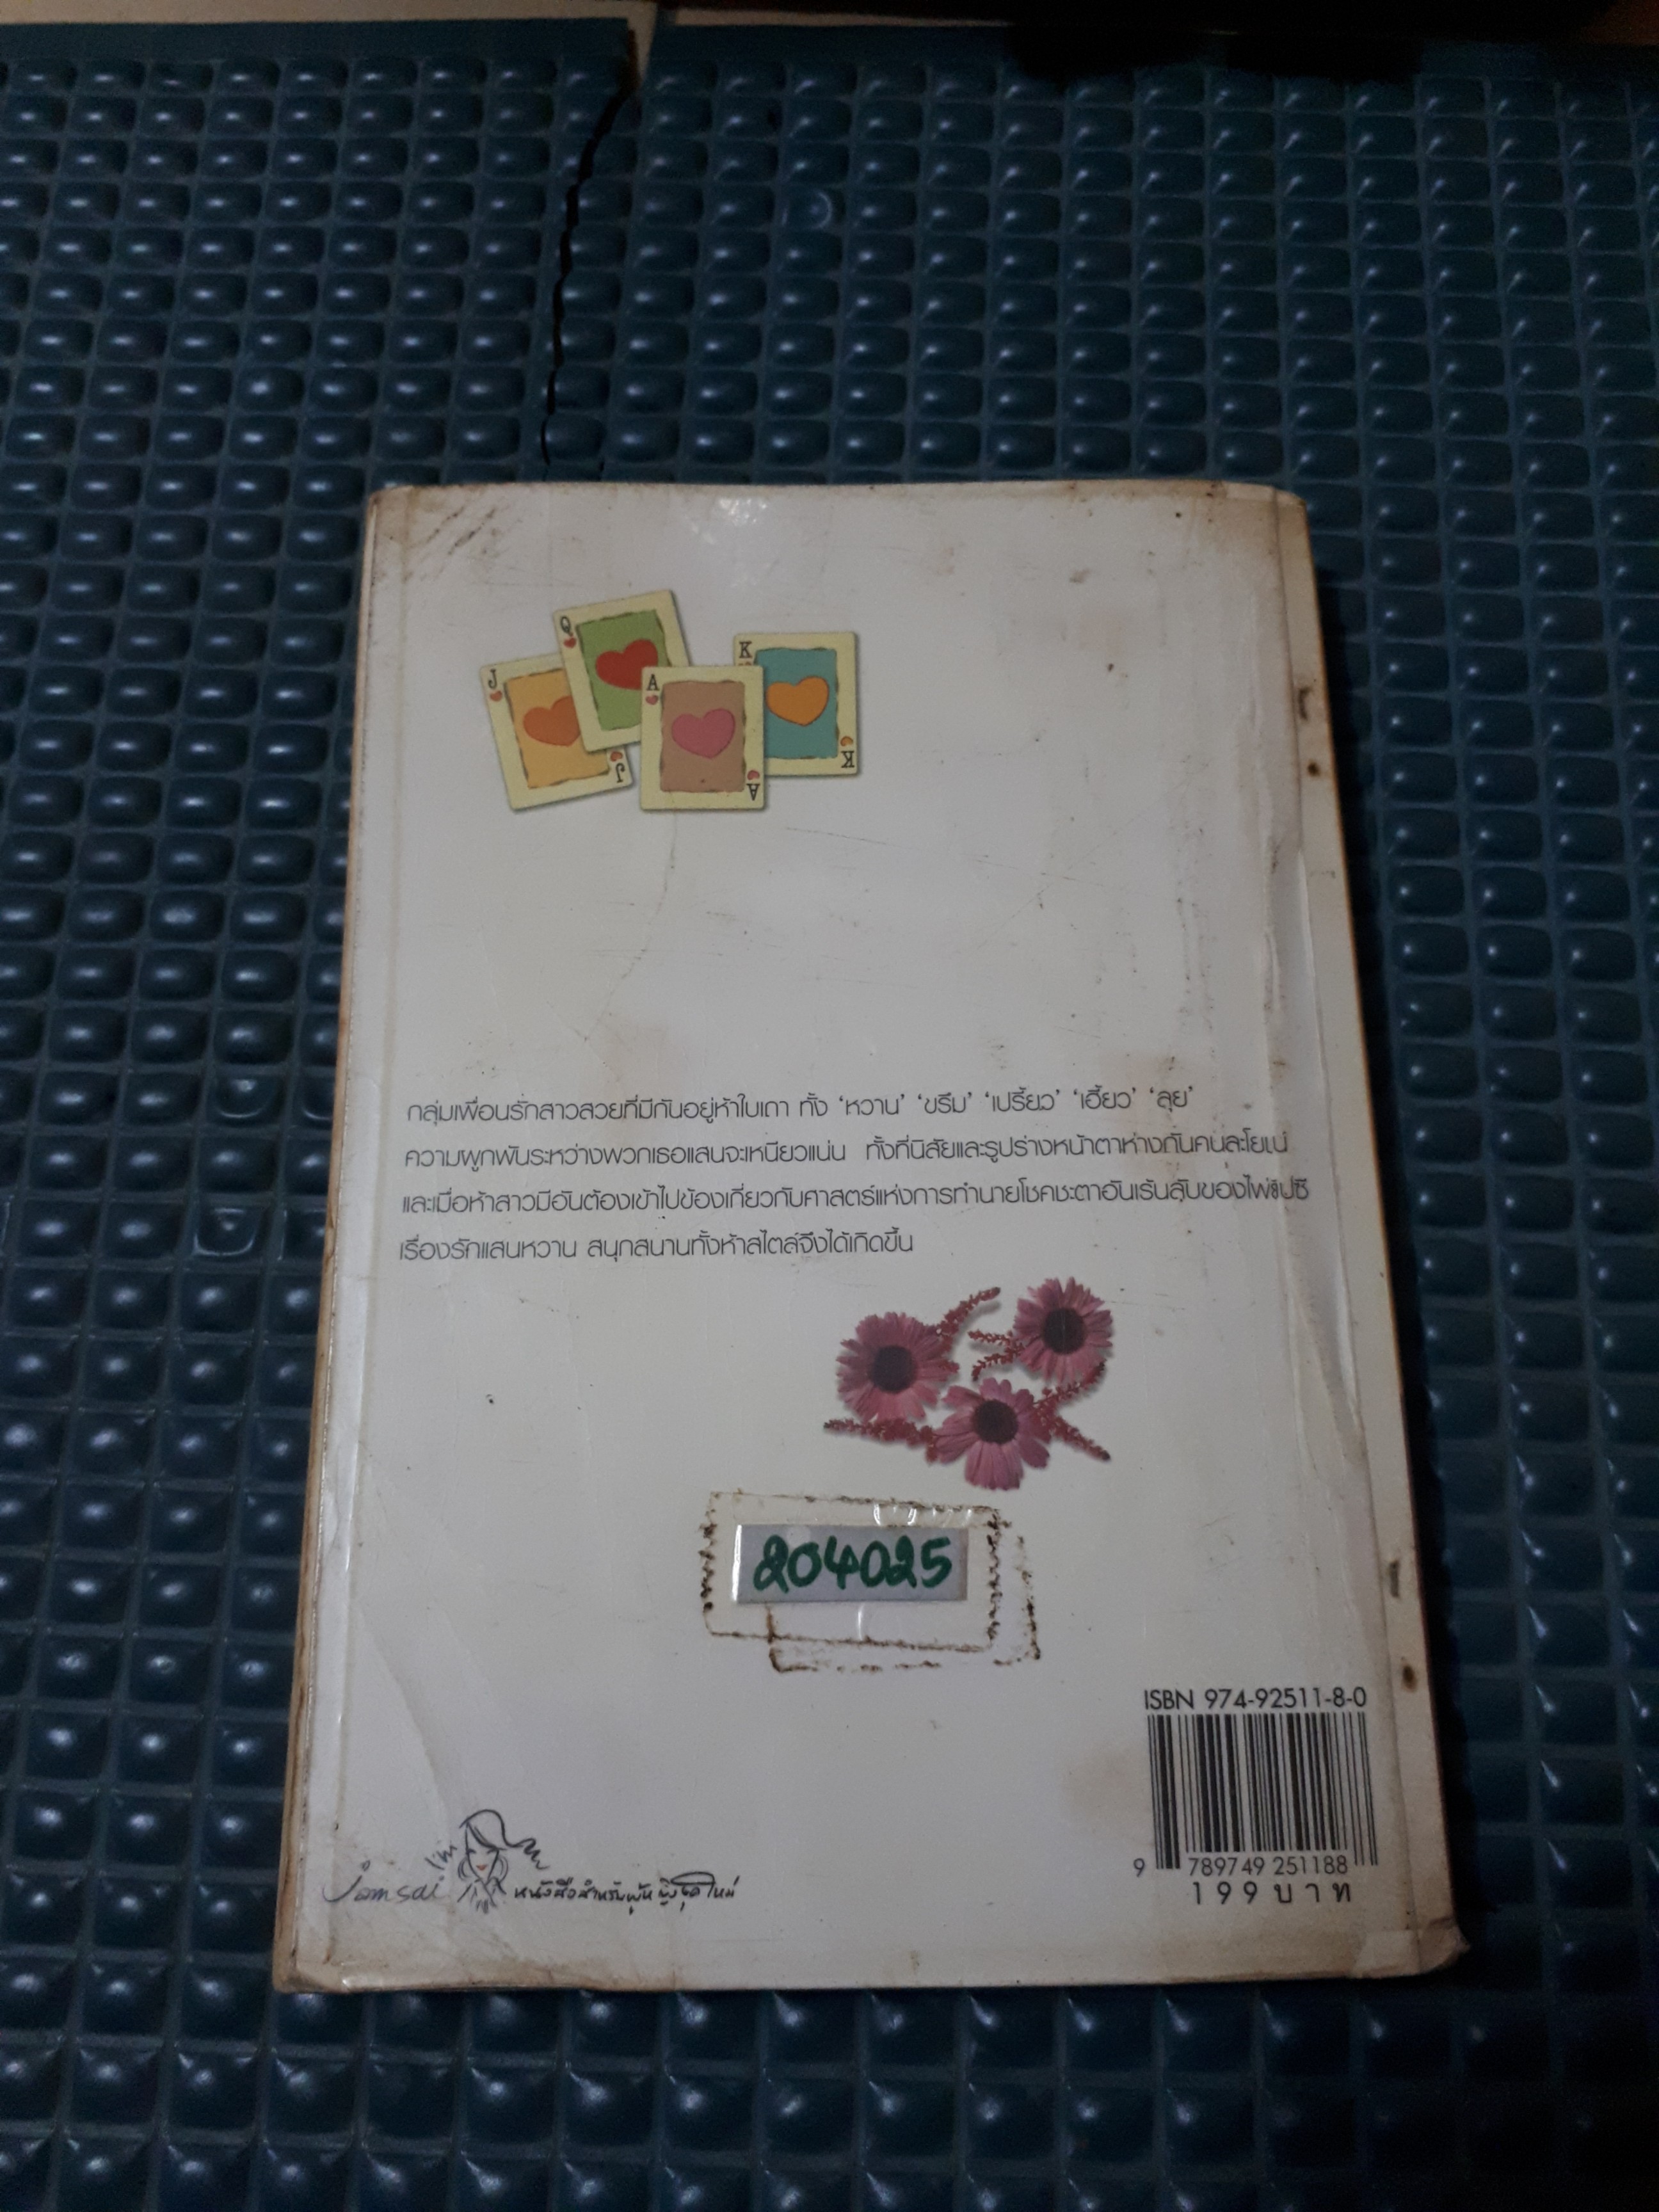 Q
J
K
A
J
A
K
กลุ่มเพื่อนรักสาวสวยที่มีกันอยู่ห้าใบเถา ทั้ง ‘หวาน’ ‘ขรึม’ ‘เปรี้ยว’ ‘เฮี้ยว’ ‘ลุย’
ความผูกพันระหว่างพวกเธอแสนจะเหนียวแน่น ทั้งที่นิสัยและรูปร่างหน้าตาห่างกันคนละโยชน์
และเมื่อห้าสาวมีอันต้องเข้าไปข้องเกี่ยวกับศาสตร์แห่งการทำนายโชคชะตาอันเร้นลับของไพ่ยิปซี
เรื่องรักแสนหวาน สนุกสนานทั้งห้าสไตล์จึงได้เกิดขึ้น
204025
ISBN 974-92511-8-0
9 789749 251188
199 บาท
I'm
jamsai หนังสือสำหรับผู้หญิงยุคใหม่